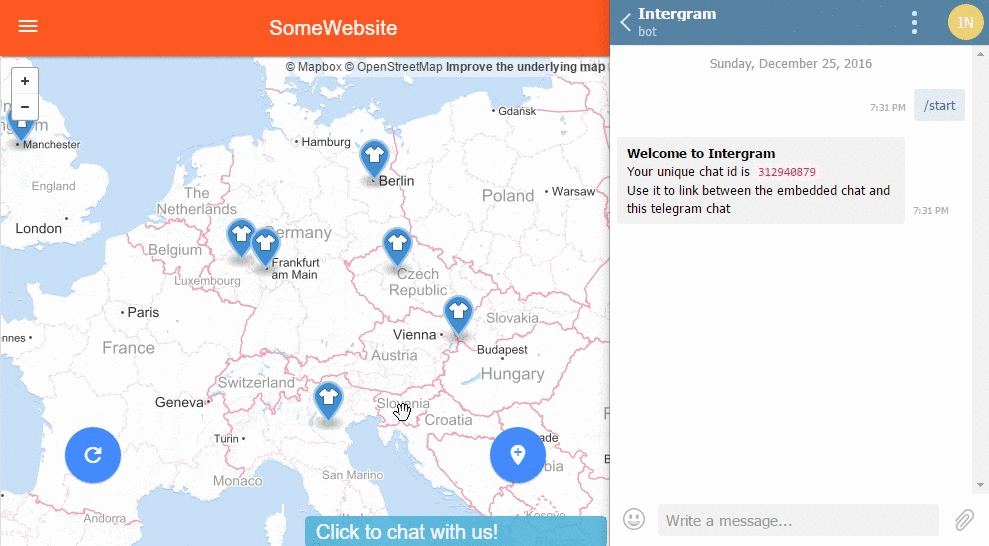 SomeWebsite
© Mapbox © OpenStreetMap Improve the underlying map
+
−
Gdańsk
Manchester
Hamburg
England
Berlin
The
Netherlands
Poland
Warsaw
London
Belgium
Germany
Frankfurt
am Main
Luxembourg
Czech
Republic
Paris
Slovakia
Vienna
Budapest
France
Austria
Hungary
Switzerland
Geneva
Slovenia
Croatia
Turin
San Marino
Monaco
Andorra
Kosovo
Click to chat with us!
Intergram
bot
IN
Sunday, December 25, 2016
7:31 PM /start
Welcome to Intergram
Your unique chat id is 312940879
Use it to link between the embedded chat and
this telegram chat 7:31 PM
Write a message...